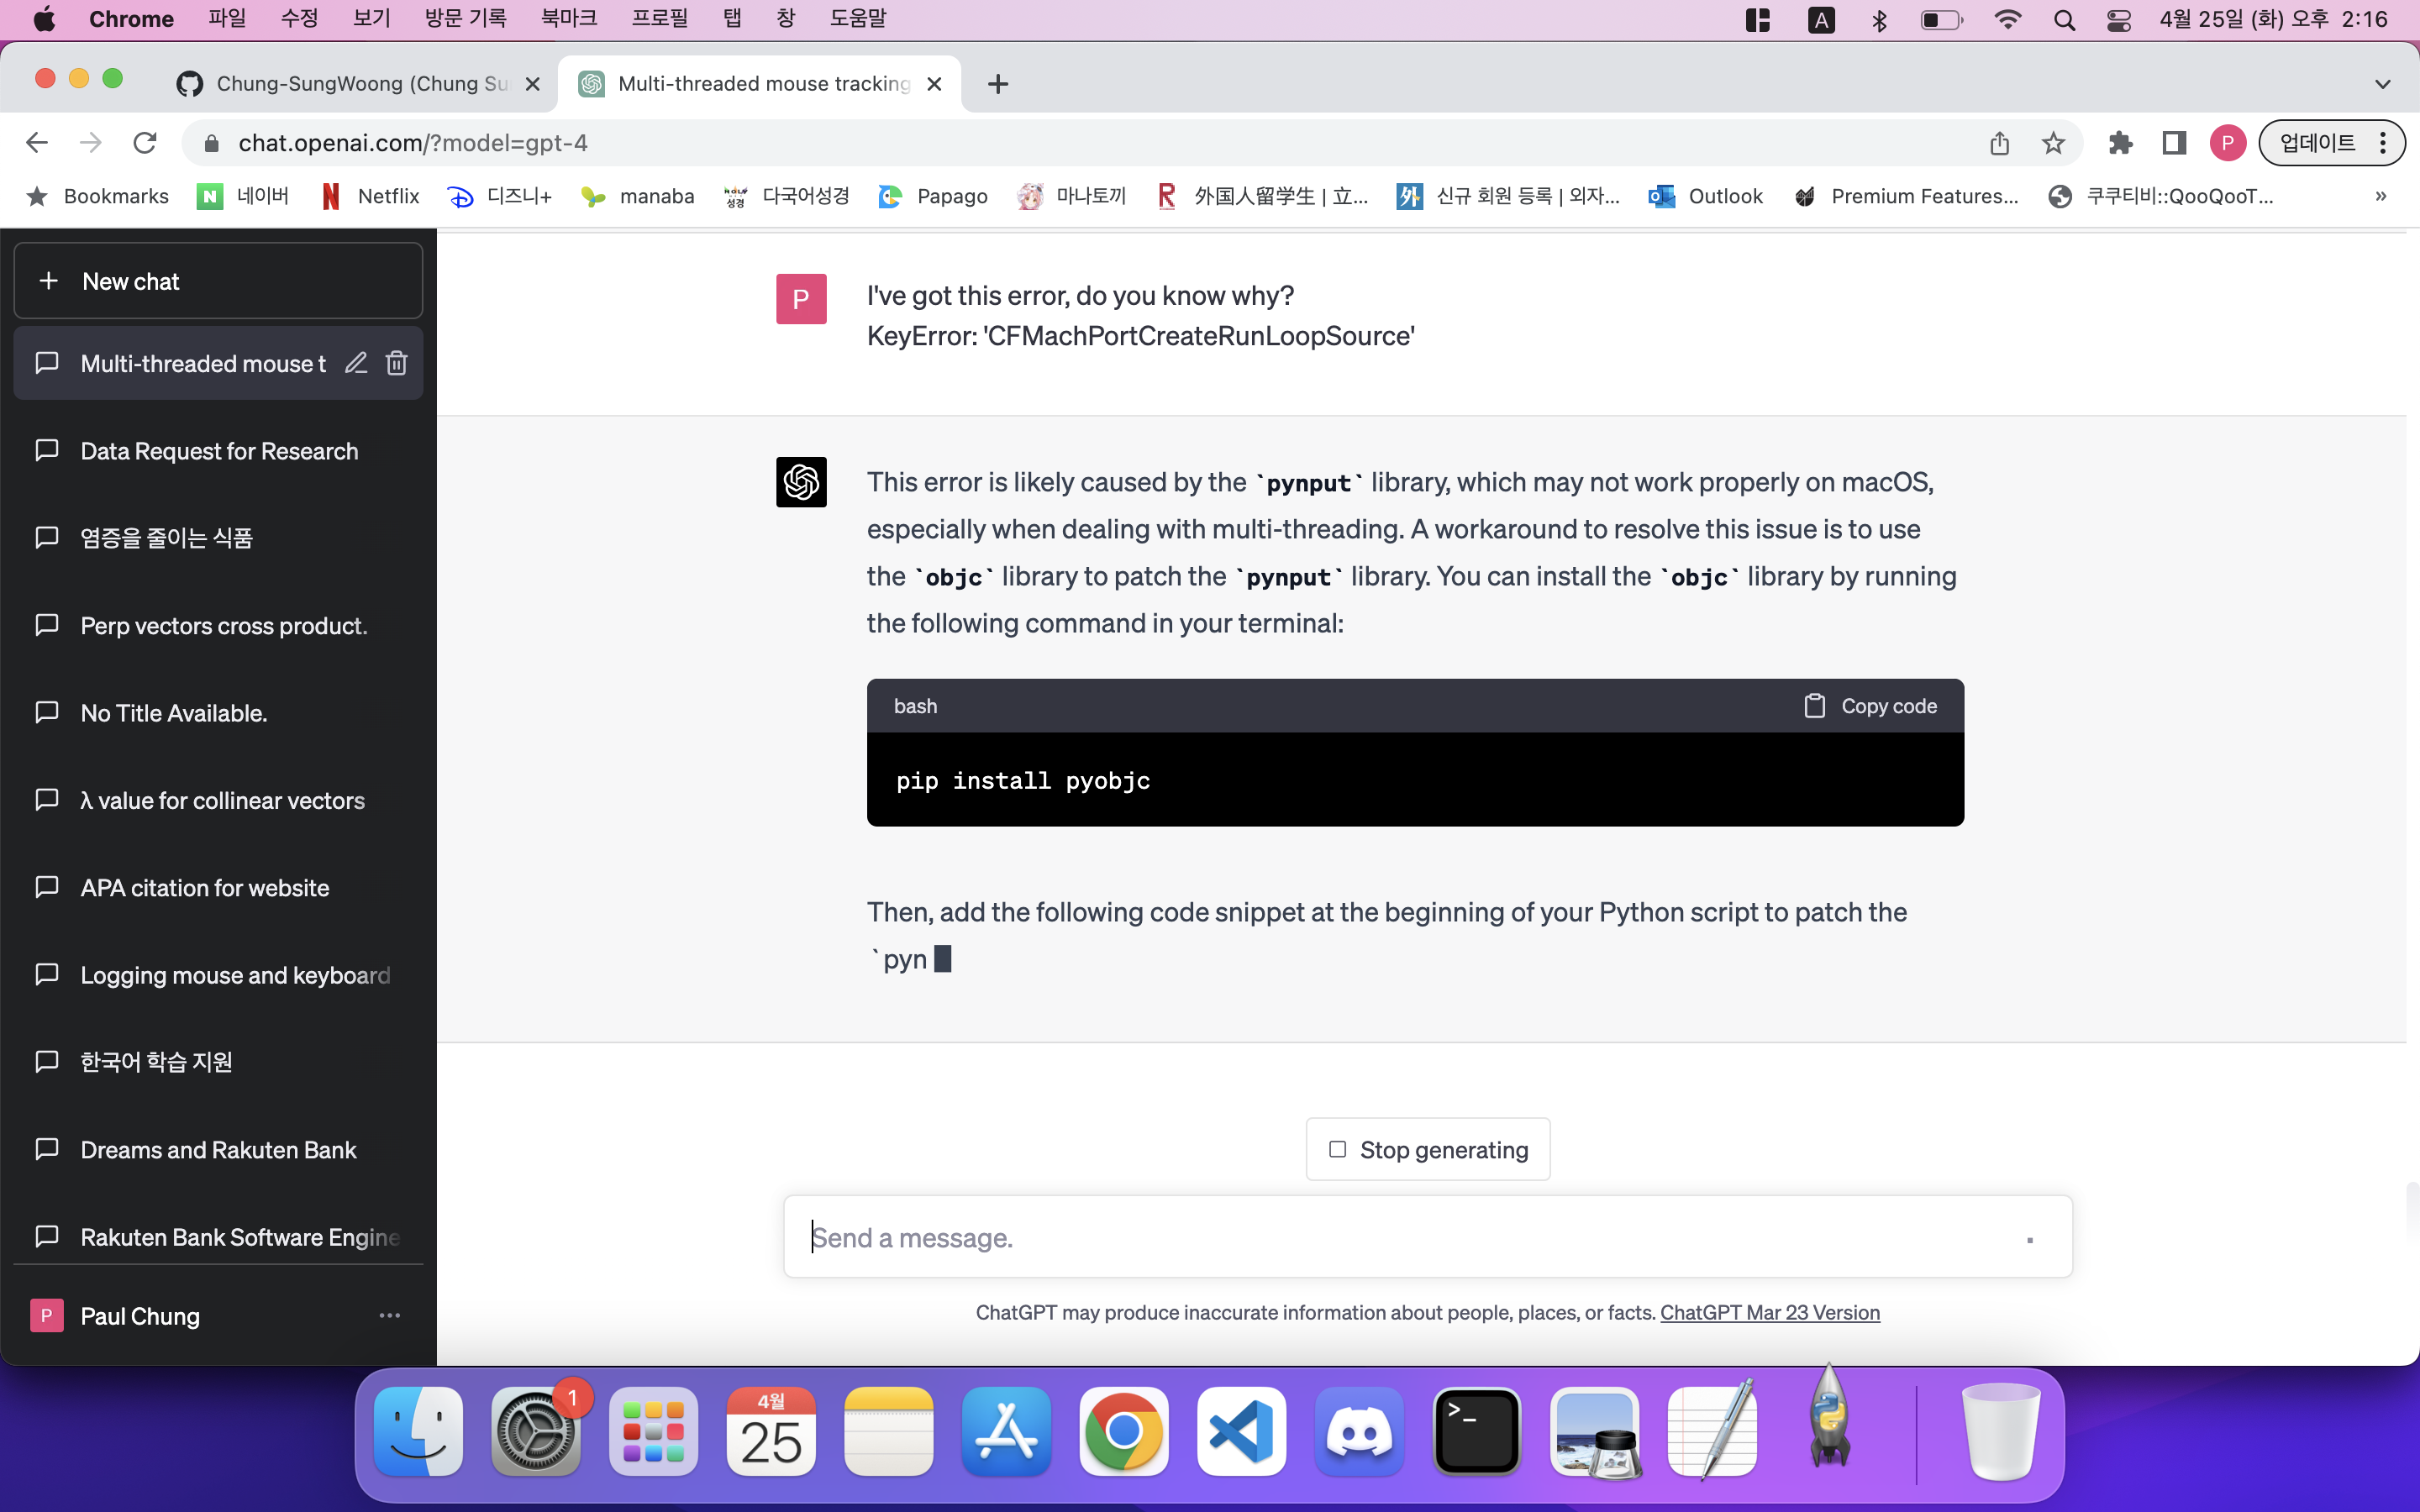 Chrome 파일 수정 보기 방문 기록 북마크 프로필 탭 창 도움말 A 4월 25일 (화) 오후 2:16
Chung-SungWoong (Chung Su
Multi-threaded mouse tracking
chat.openai.com/?model=gpt-4
P
업데이트
Bookmarks N 네이버 N Netflix 디즈니+ manaba 성경 다국어성경 Papago 마나토끼 R 外国人留学生 | 立... 外 신규 회원 등록 | 외자... Outlook Premium Features... 쿠쿠티비::QooQooT... »
+ New chat
Multi-threaded mouse t
Data Request for Research
염증을 줄이는 식품
Perp vectors cross product.
No Title Available.
λ value for collinear vectors
APA citation for website
Logging mouse and keyboard
한국어 학습 지원
Dreams and Rakuten Bank
Rakuten Bank Software Engine
P Paul Chung ...
P
I've got this error, do you know why?
KeyError: 'CFMachPortCreateRunLoopSource'
This error is likely caused by the `pynput` library, which may not work properly on macOS,
especially when dealing with multi-threading. A workaround to resolve this issue is to use
the `objc` library to patch the `pynput` library. You can install the `objc` library by running
the following command in your terminal:
bash
Copy code
pip install pyobjc
Then, add the following code snippet at the beginning of your Python script to patch the
`pyn
Stop generating
Send a message.
ChatGPT may produce inaccurate information about people, places, or facts. ChatGPT Mar 23 Version
1
4월
25
>_